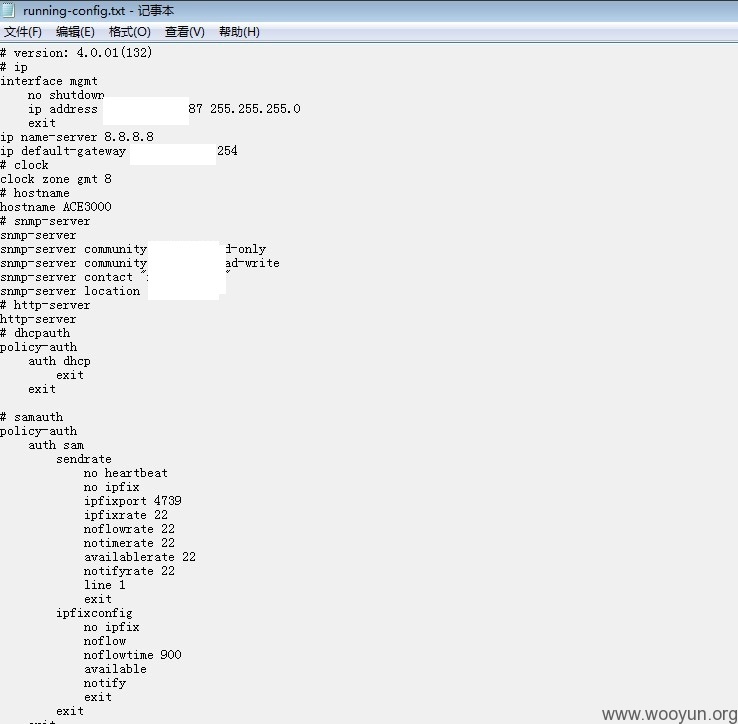 running-config.txt - 记事本
文件(F) 编辑(E) 格式(O) 查看(V) 帮助(H)
# version: 4.0.01(132)
# ip
interface mgmt
    no shutdown
    ip address 87 255.255.255.0
    exit
ip name-server 8.8.8.8
ip default-gateway 254
# clock
clock zone gmt 8
# hostname
hostname ACE3000
# snmp-server
snmp-server
snmp-server community d-only
snmp-server community ad-write
snmp-server contact " "
snmp-server location
# http-server
http-server
# dhcpauth
policy-auth
    auth dhcp
        exit
    exit

# samauth
policy-auth
    auth sam
        sendrate
            no heartbeat
            no ipfix
            ipfixport 4739
            ipfixrate 22
            noflowrate 22
            notimerate 22
            availablerate 22
            notifyrate 22
            line 1
            exit
        ipfixconfig
            no ipfix
            noflow
            noflowtime 900
            available
            notify
            exit
        exit
www.wooyun.org